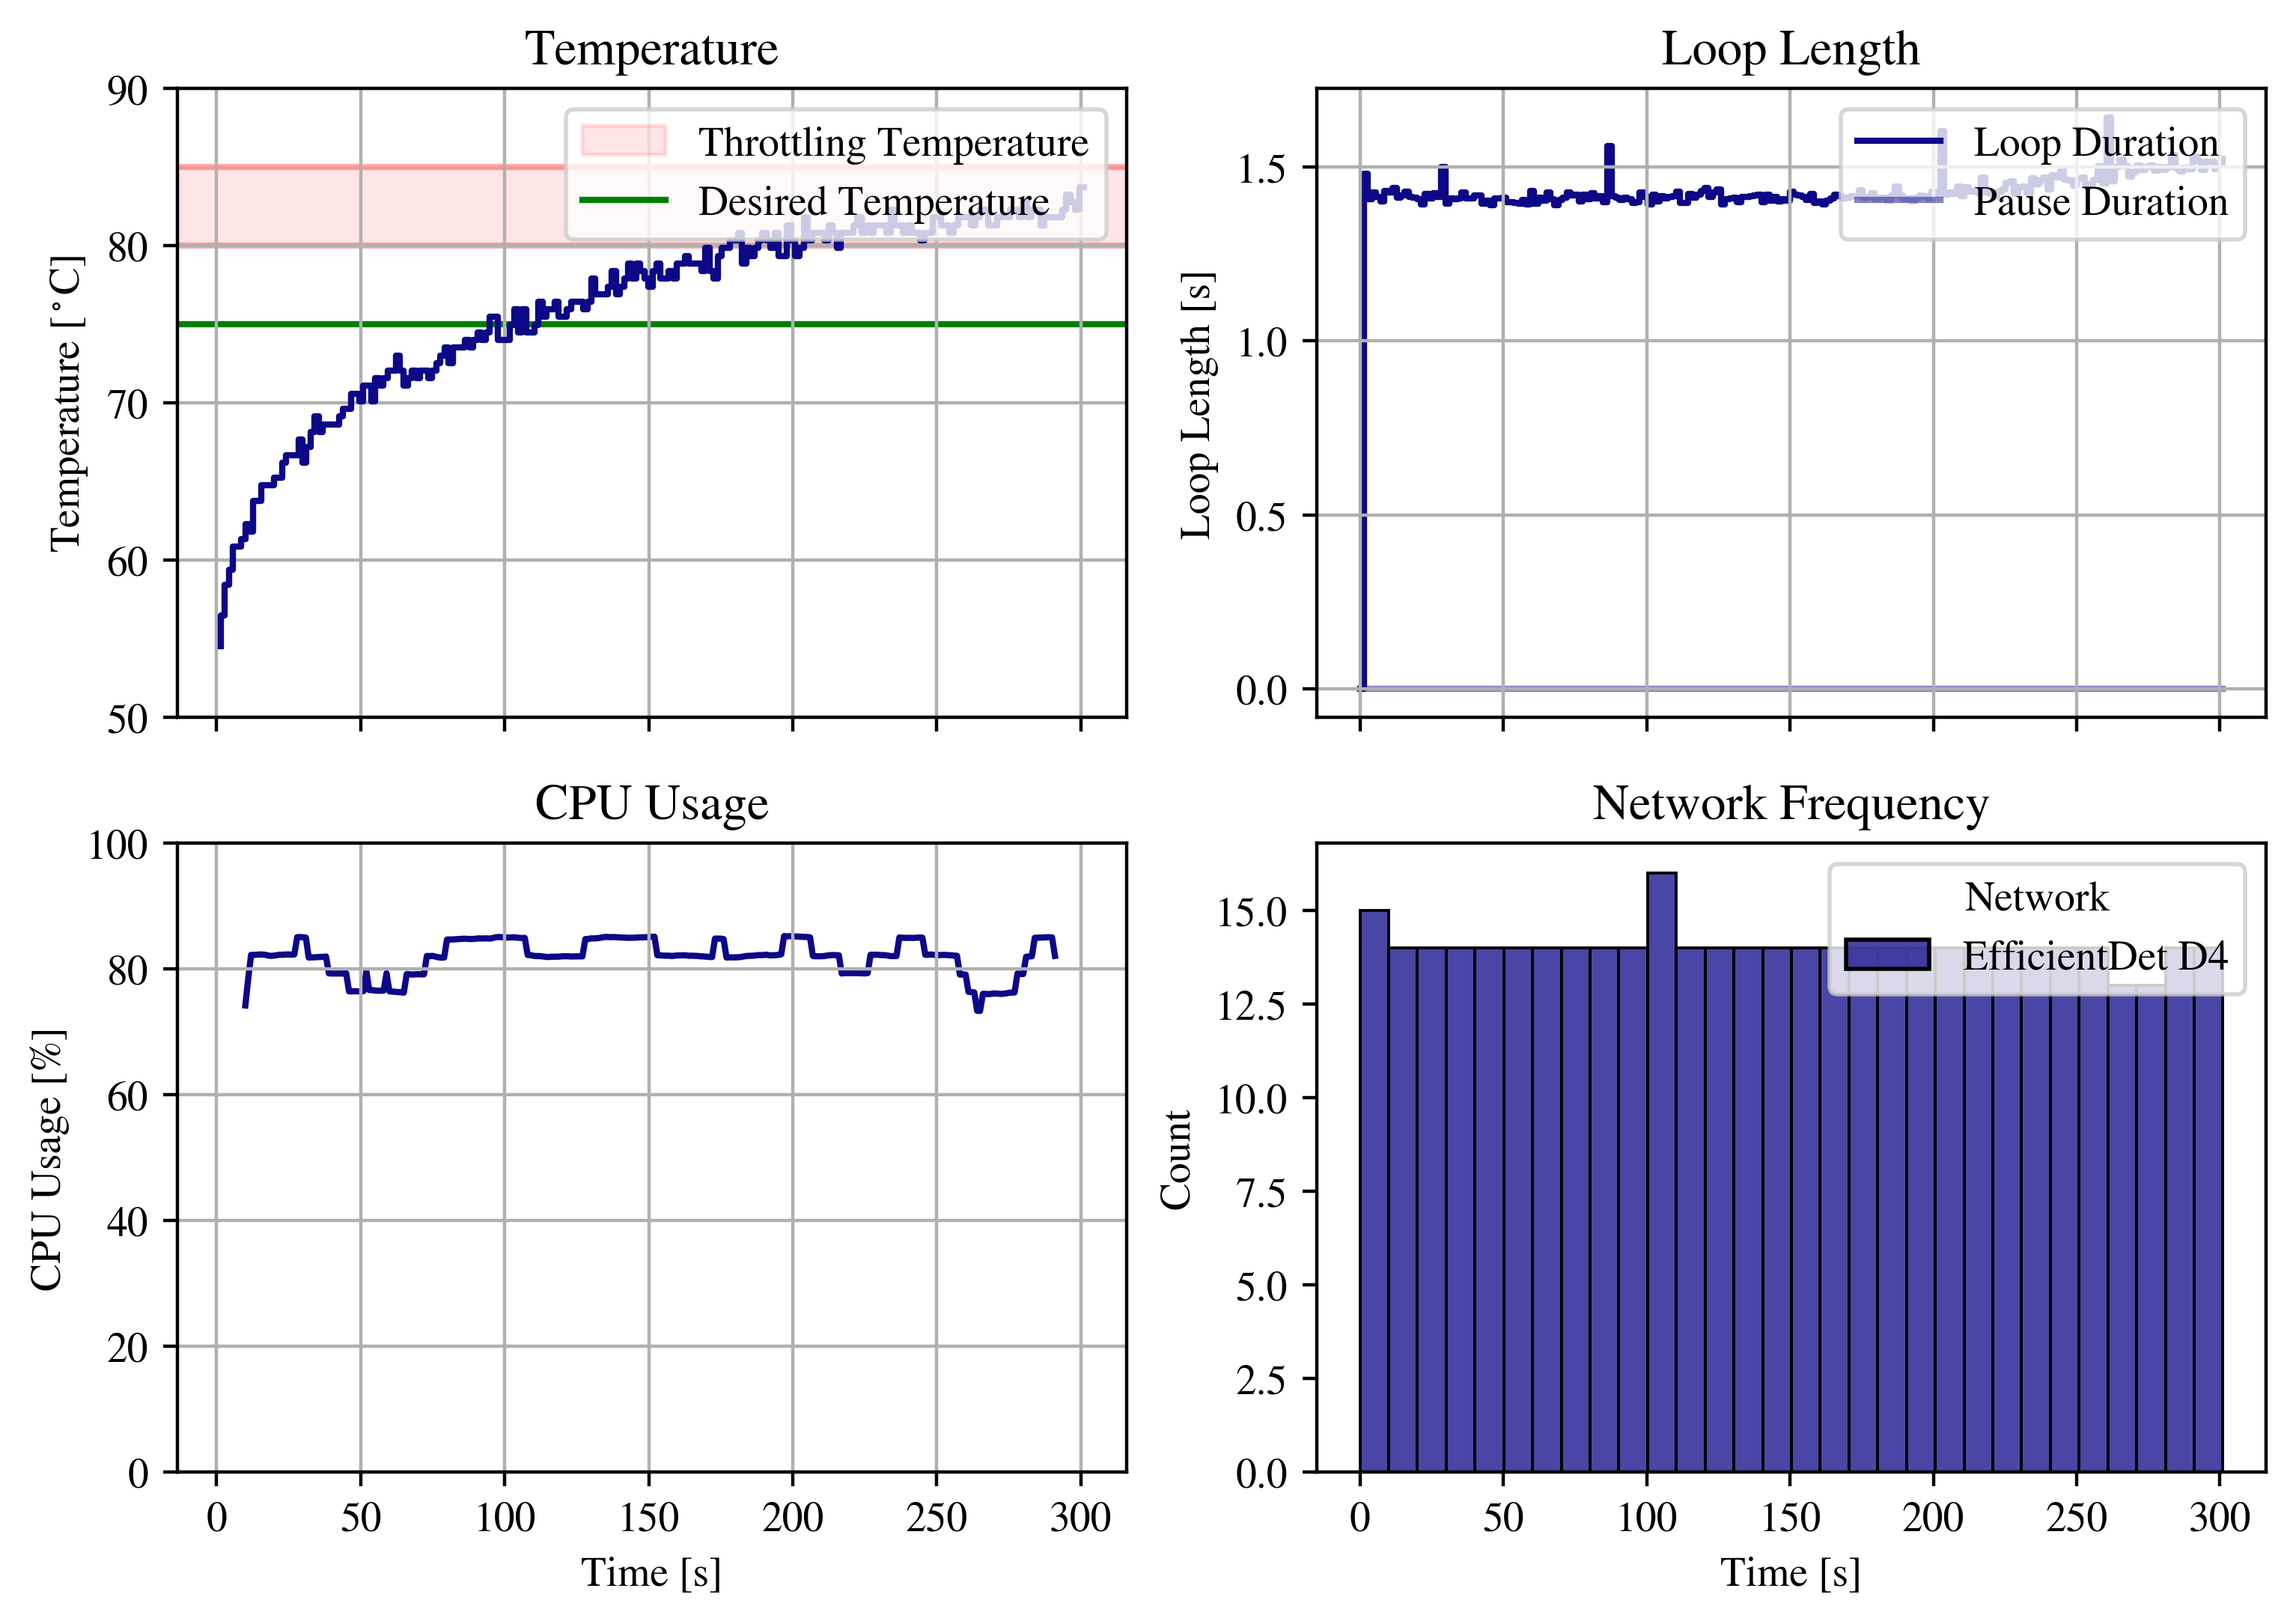 Temperature
90
80
70
60
50
Temperature [°C]
Throttling Temperature
Desired Temperature
Loop Length
1.5
1.0
0.5
0.0
Loop Length [s]
Loop Duration
Pause Duration
CPU Usage
100
80
60
40
20
0
CPU Usage [%]
0 50 100 150 200 250 300
Time [s]
Network Frequency
15.0
12.5
10.0
7.5
5.0
2.5
0.0
Count
Network
EfficientDet D4
0 50 100 150 200 250 300
Time [s]